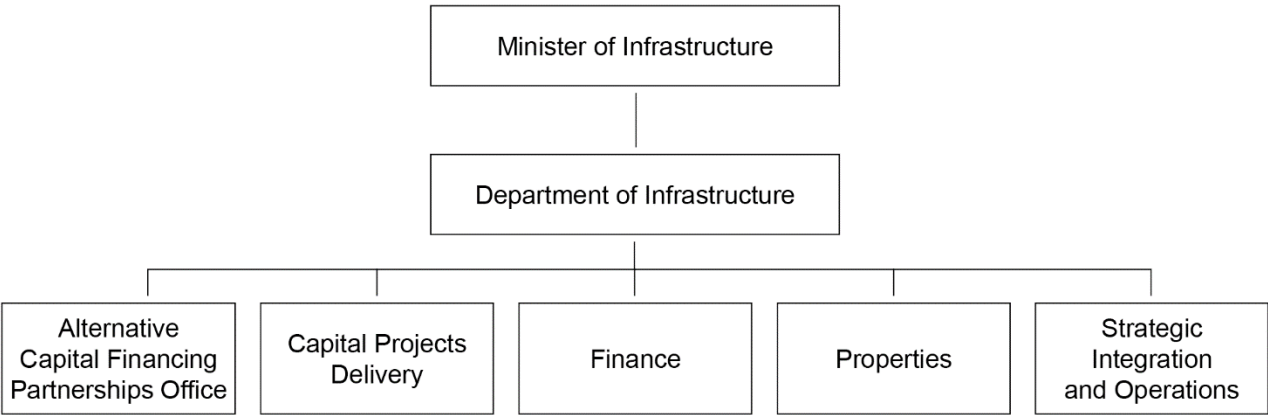 Minister of Infrastructure
Department of Infrastructure
Alternative
Capital Financing
Partnerships Office
Capital Projects
Delivery
Finance
Properties
Strategic
Integration
and Operations